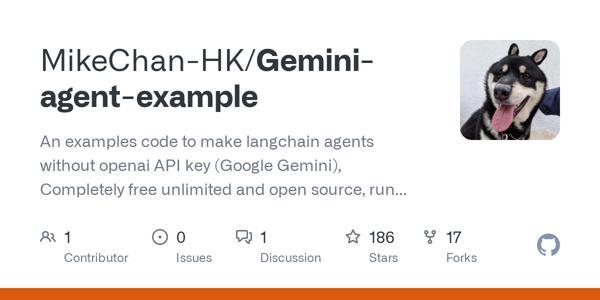 MikeChan-HK/Gemini-
agent-example
An examples code to make langchain agents
without openai API key (Google Gemini),
Completely free unlimited and open source, run...
1
Contributor
0
Issues
1
Discussion
186
Stars
17
Forks